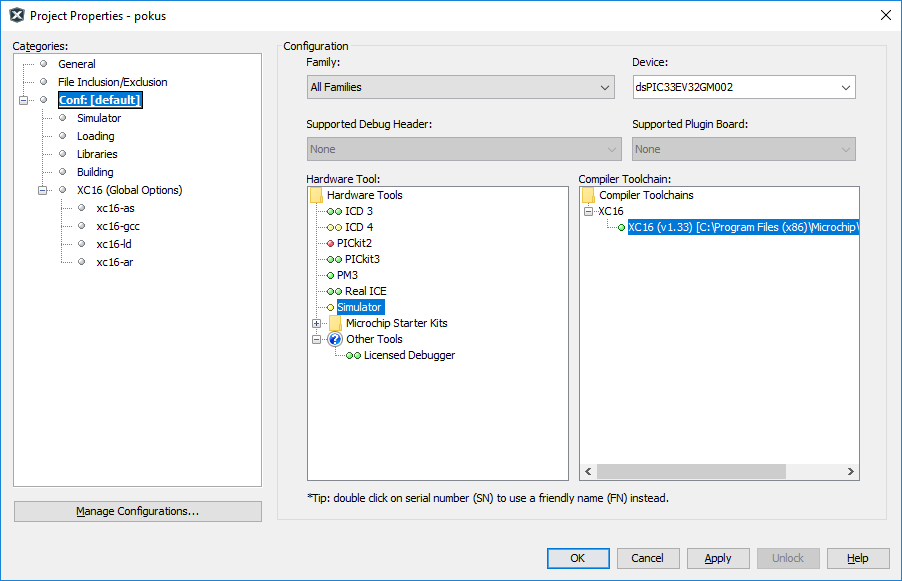 Project Properties - pokus
Categories:
General
File Inclusion/Exclusion
Conf: [default]
Simulator
Loading
Libraries
Building
XC16 (Global Options)
xc16-as
xc16-gcc
xc16-ld
xc16-ar
Manage Configurations...
Configuration
Family:
All Families
Device:
dsPIC33EV32GM002
Supported Debug Header:
None
Supported Plugin Board:
None
Hardware Tool:
Hardware Tools
ICD 3
ICD 4
PICkit2
PICkit3
PM3
Real ICE
Simulator
Microchip Starter Kits
Other Tools
Licensed Debugger
Compiler Toolchain:
Compiler Toolchains
XC16
XC16 (v1.33) [C:\Program Files (x86)\Microchip\
*Tip: double click on serial number (SN) to use a friendly name (FN) instead.
OK
Cancel
Apply
Unlock
Help